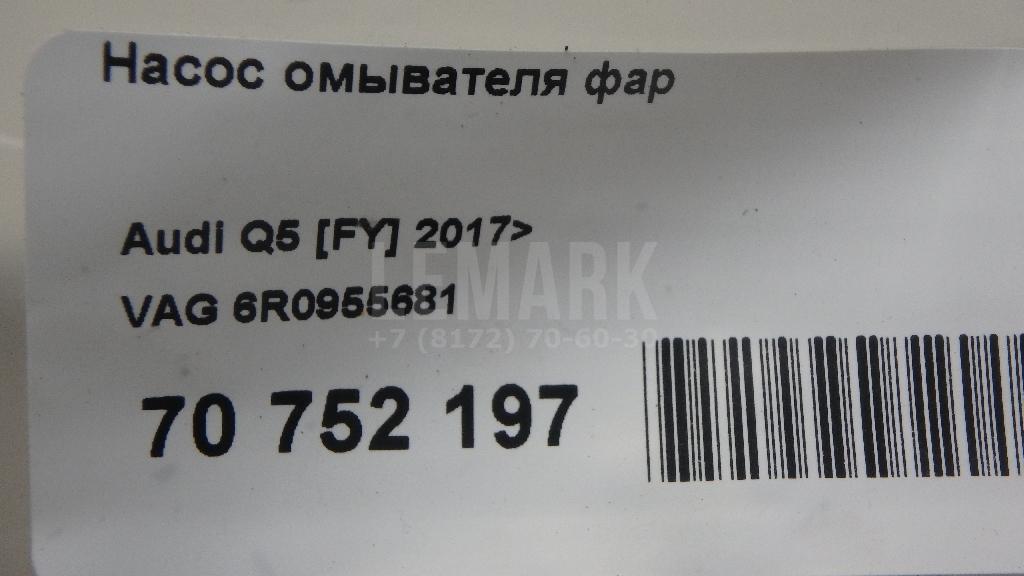 Насос омывателя фар
Audi Q5 [FY] 2017>
VAG 6R0955681
LEMARK
+7 (8172) 70-60-30
70 752 197